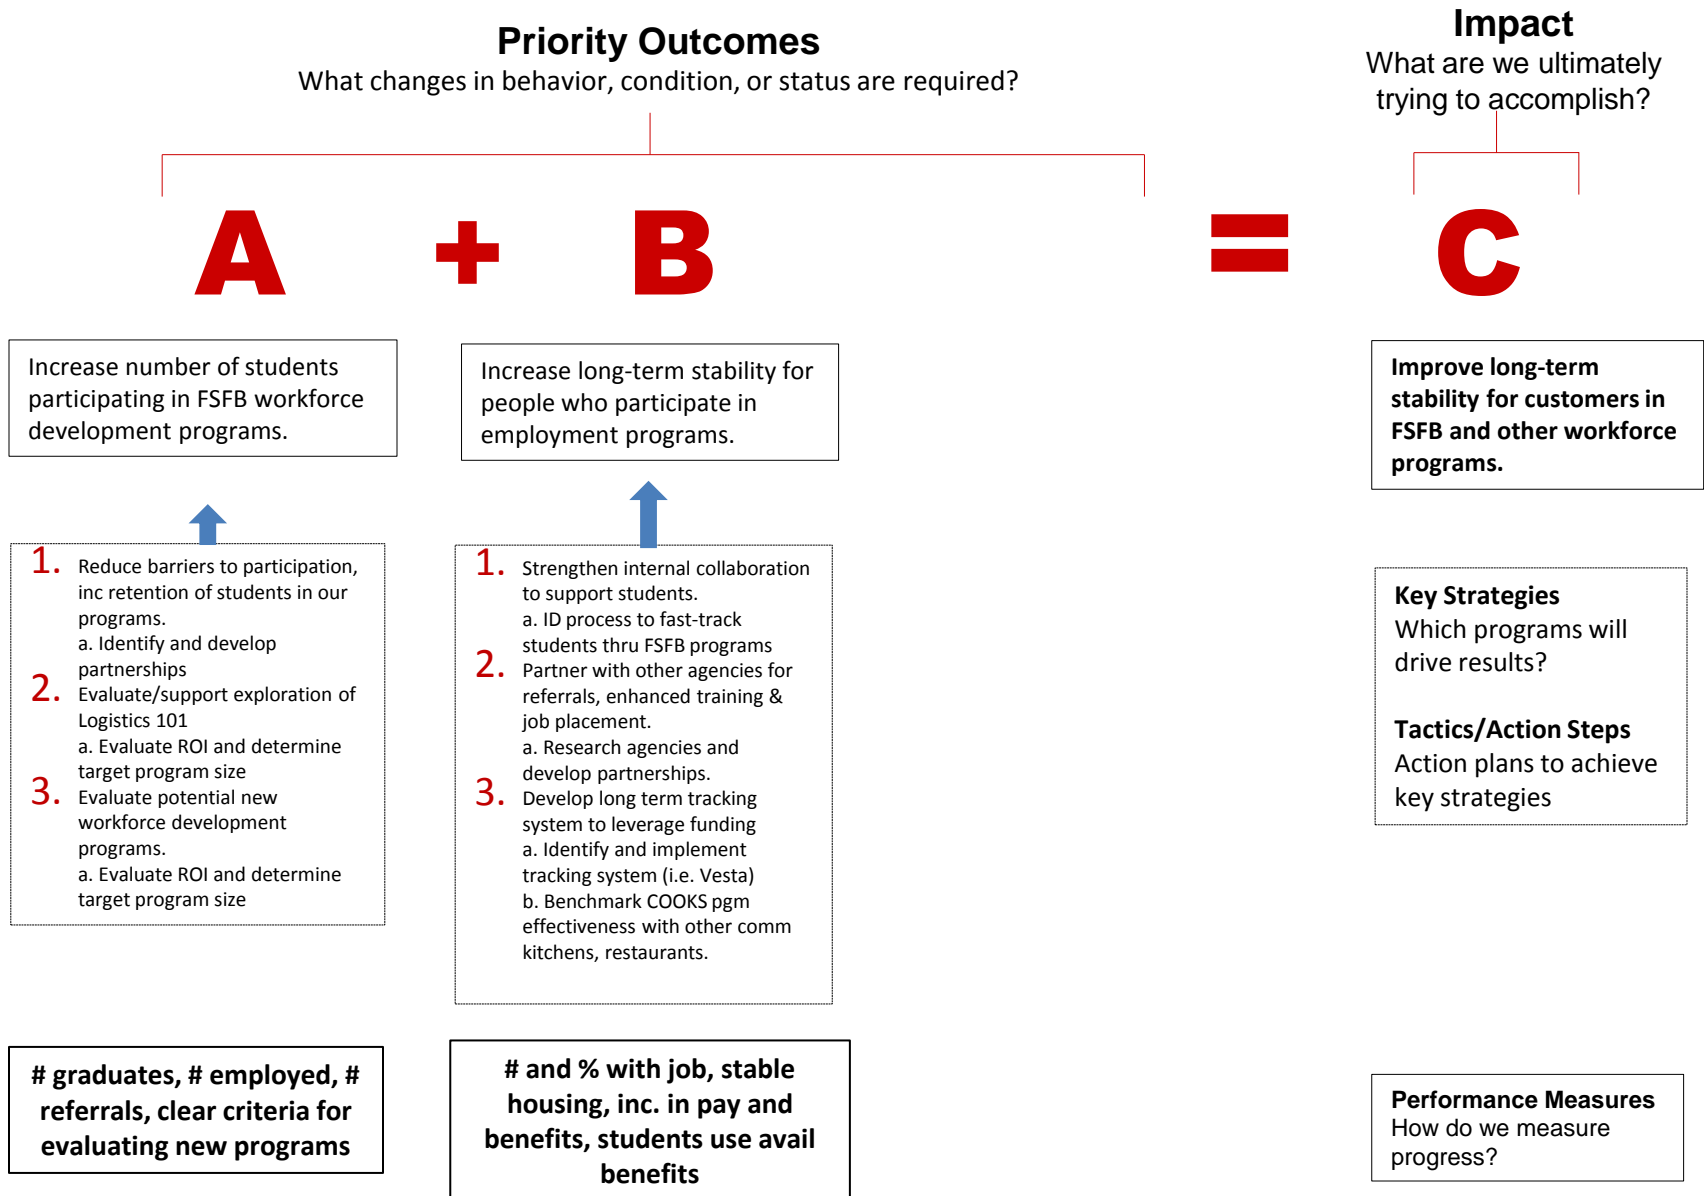 Priority Outcomes
What changes in behavior, condition, or status are required?
Impact
What are we ultimately
trying to accomplish?
A + B = C
Increase number of students
participating in FSFB workforce
development programs.
Increase long-term stability for
people who participate in
employment programs.
Improve long-term
stability for customers in
FSFB and other workforce
programs.
1. Reduce barriers to participation,
inc retention of students in our
programs.
a. Identify and develop
partnerships
2. Evaluate/support exploration of
Logistics 101
a. Evaluate ROI and determine
target program size
3. Evaluate potential new
workforce development
programs.
a. Evaluate ROI and determine
target program size
1. Strengthen internal collaboration
to support students.
a. ID process to fast-track
students thru FSFB programs
2. Partner with other agencies for
referrals, enhanced training &
job placement.
a. Research agencies and
develop partnerships.
3. Develop long term tracking
system to leverage funding
a. Identify and implement
tracking system (i.e. Vesta)
b. Benchmark COOKS pgm
effectiveness with other comm
kitchens, restaurants.
Key Strategies
Which programs will
drive results?
Tactics/Action Steps
Action plans to achieve
key strategies
# graduates, # employed, #
referrals, clear criteria for
evaluating new programs
# and % with job, stable
housing, inc. in pay and
benefits, students use avail
benefits
Performance Measures
How do we measure
progress?